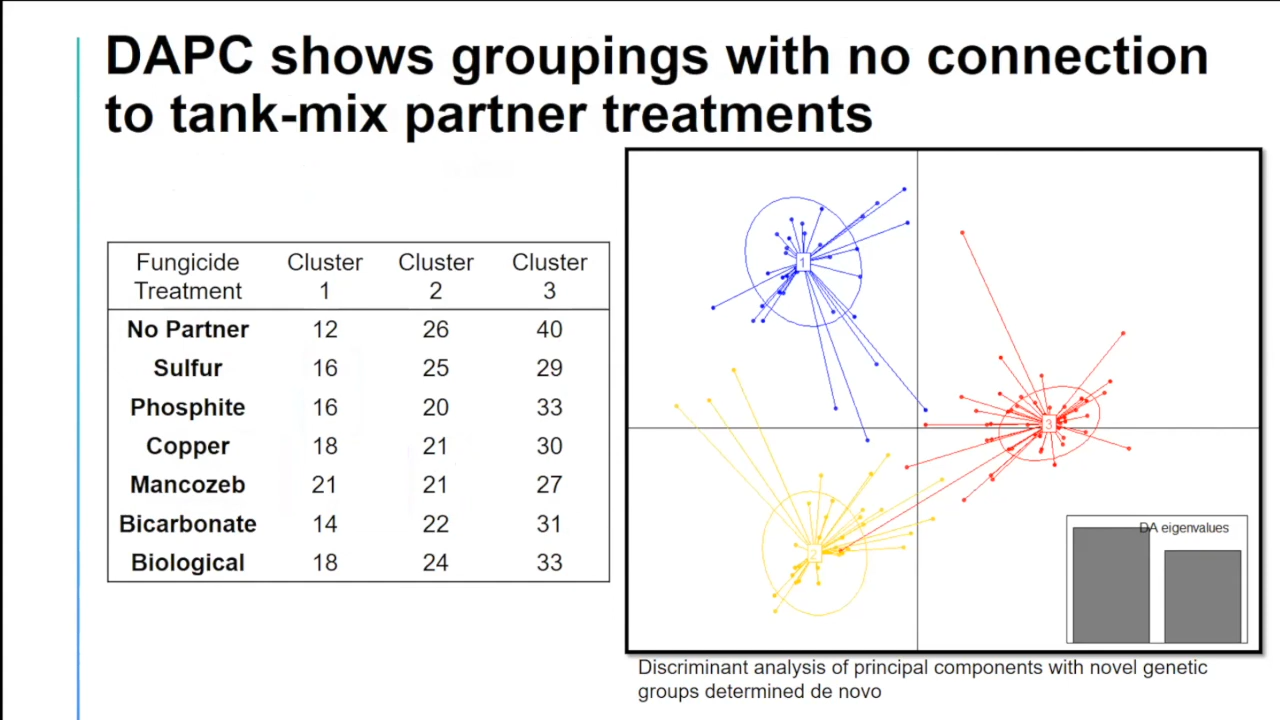 DAPC shows groupings with no connection
to tank-mix partner treatments
Fungicide Treatment Cluster 1 Cluster 2 Cluster 3
No Partner 12 26 40
Sulfur 16 25 29
Phosphite 16 20 33
Copper 18 21 30
Mancozeb 21 21 27
Bicarbonate 14 22 31
Biological 18 24 33
1
3
2
DA eigenvalues
Discriminant analysis of principal components with novel genetic
groups determined de novo